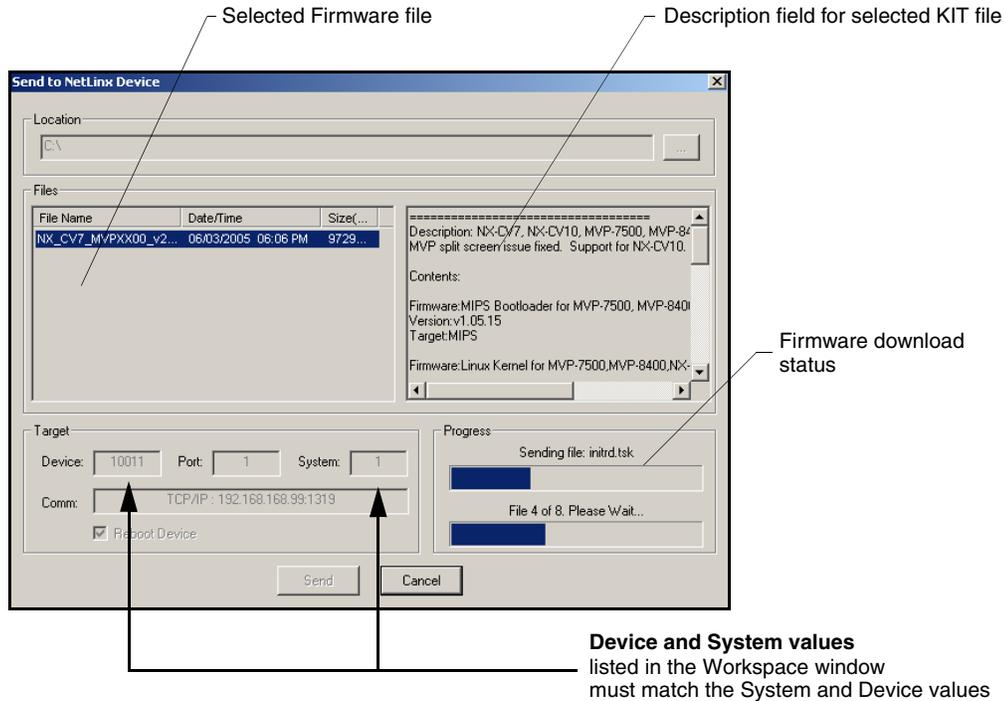 Selected Firmware file
Description field for selected KIT file
Send to NetLinx Device
Location
C:\
...
Files
File Name Date/Time Size(...
NX_CV7_MVPXX00_v2... 06/03/2005 06:06 PM 9729...
==================================
Description: NX-CV7, NX-CV10, MVP-7500, MVP-84
MVP split screen issue fixed. Support for NX-CV10.
Contents:
Firmware:MIPS Bootloader for MVP-7500, MVP-840
Version:v1.05.15
Target:MIPS
Firmware:Linux Kernel for MVP-7500,MVP-8400,NX-
Firmware download
status
Target
Device: 10011 Port: 1 System: 1
Comm: TCP/IP : 192.168.168.99:1319
Reboot Device
Progress
Sending file: initrd.tsk
File 4 of 8. Please Wait...
Send Cancel
Device and System values
listed in the Workspace window
must match the System and Device values